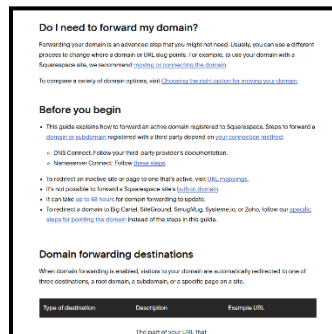 Do I need to forward my domain?
Forwarding your domain is an advanced step that you might not need. Usually, you can use a different
process to change where a domain or URL slug points. For example, to use your domain with a
Squarespace site, we recommend moving or connecting the domain.
To compare a variety of domain options, visit Choosing the right option for moving your domain.
Before you begin
• This guide explains how to forward an active domain registered to Squarespace. Steps to forward a
domain or subdomain registered with a third party depend on your connection method:
◦ DNS Connect: Follow your third party's documentation.
◦ Nameserver Connect: Follow these steps.
• To redirect an inactive site or page to one that's active, visit URL mappings.
• It's not possible to forward a Squarespace site's built-in domain.
• It can take up to 48 hours for domain forwarding to update.
• To redirect a domain to Big Cartel, SiteGround, SmugMug, Systeme.io, or Zoho, follow our specific
steps for pointing the domain instead of the steps in this guide.
Domain forwarding destinations
When domain forwarding is enabled, visitors to your domain are automatically redirected to one of
three destinations, a root domain, a subdomain, or a specific page on a site.
Type of destination Description Example URL
The part of your URL that